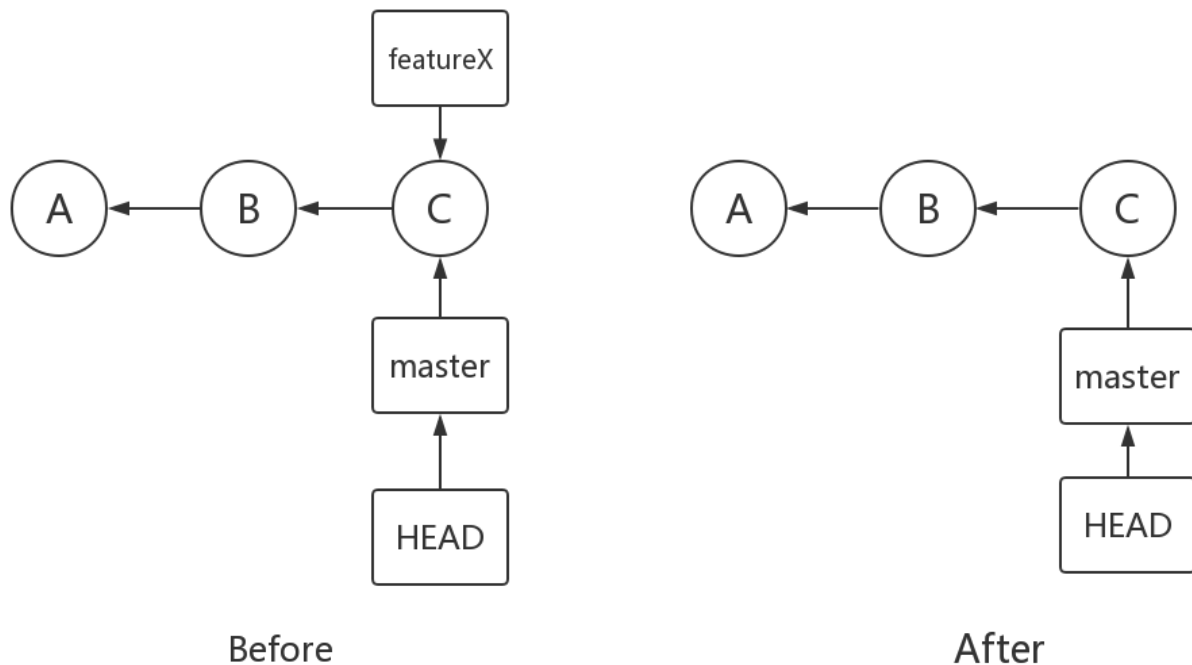 featureX
A
B
C
master
HEAD
Before
A
B
C
master
HEAD
After